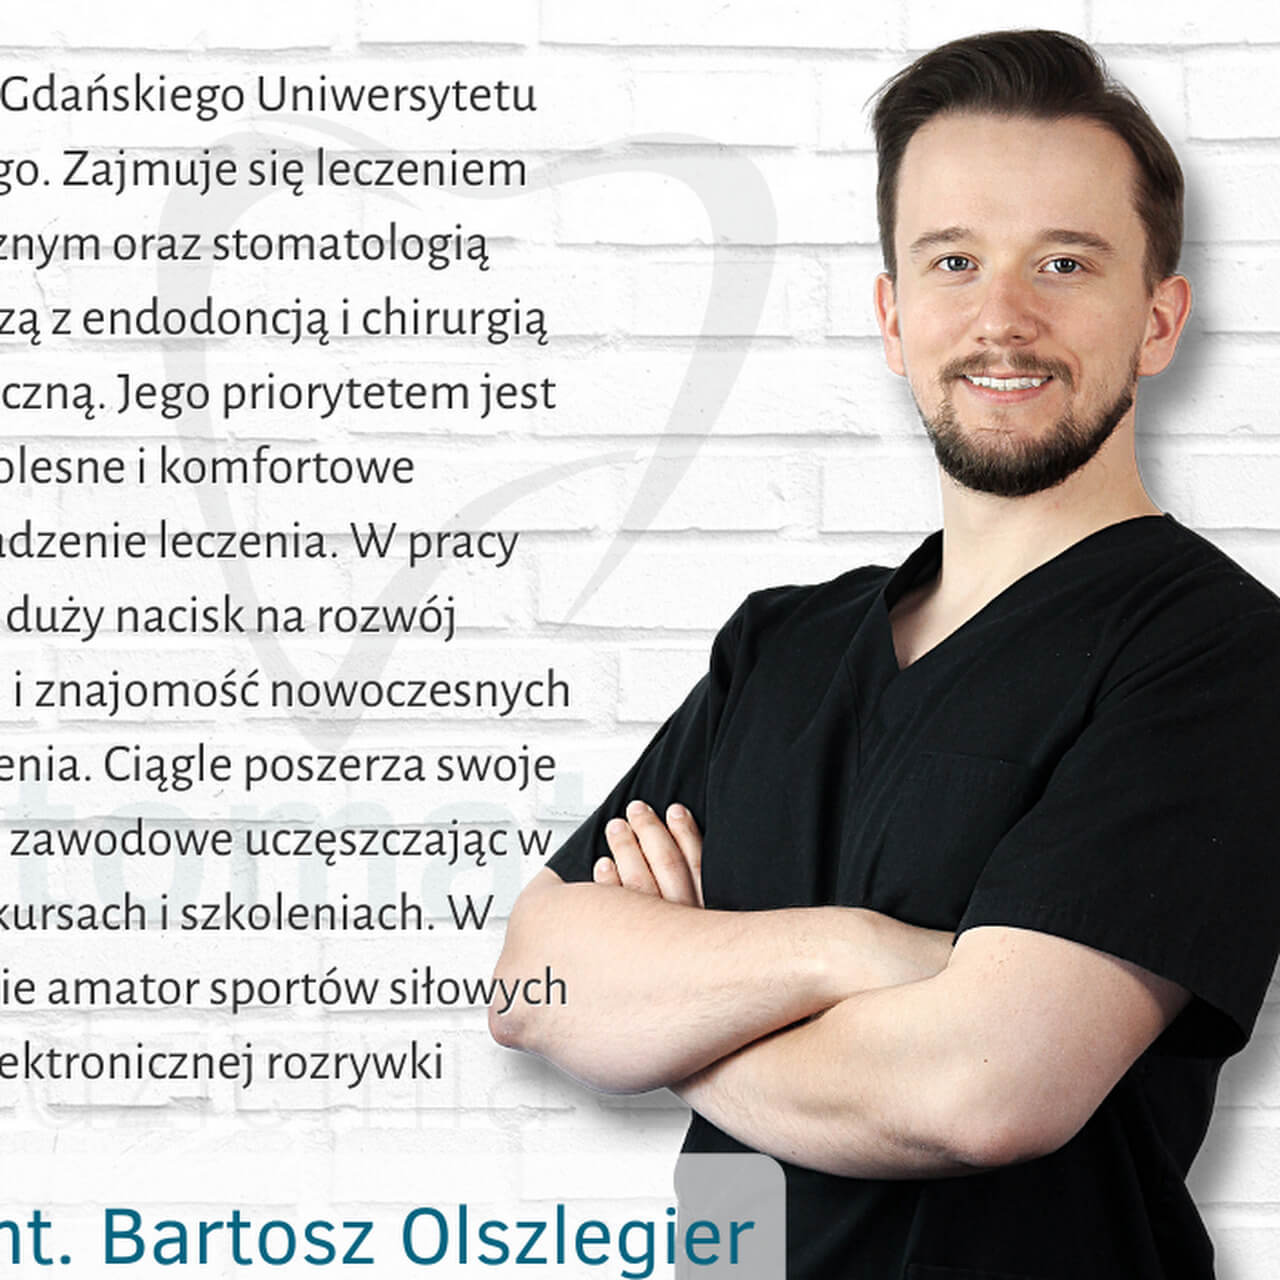 Gdańskiego Uniwersytetu
go. Zajmuje się leczeniem
znym oraz stomatologią
zą z endodoncją i chirurgią
czną. Jego priorytetem jest
olesne i komfortowe
adzenie leczenia. W pracy
duży nacisk na rozwój
i znajomość nowoczesnych
enia. Ciągle poszerza swoje
zawodowe uczęszczając w
kursach i szkoleniach. W
ie amator sportów siłowych
ektronicznej rozrywki
nt. Bartosz Olszlegier